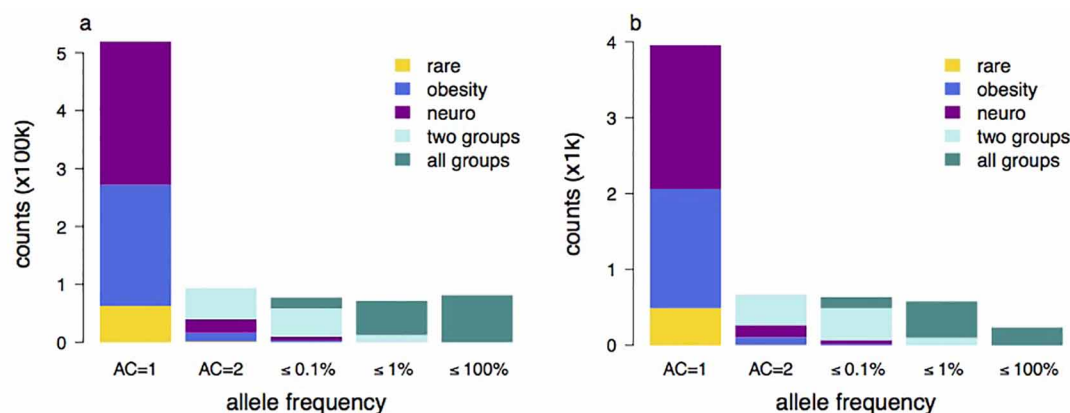 a
counts (x100k)
5
4
3
2
1
0
rare
obesity
neuro
two groups
all groups
AC=1 AC=2 ≤ 0.1% ≤ 1% ≤ 100%
allele frequency
b
counts (x1k)
4
3
2
1
0
rare
obesity
neuro
two groups
all groups
AC=1 AC=2 ≤ 0.1% ≤ 1% ≤ 100%
allele frequency